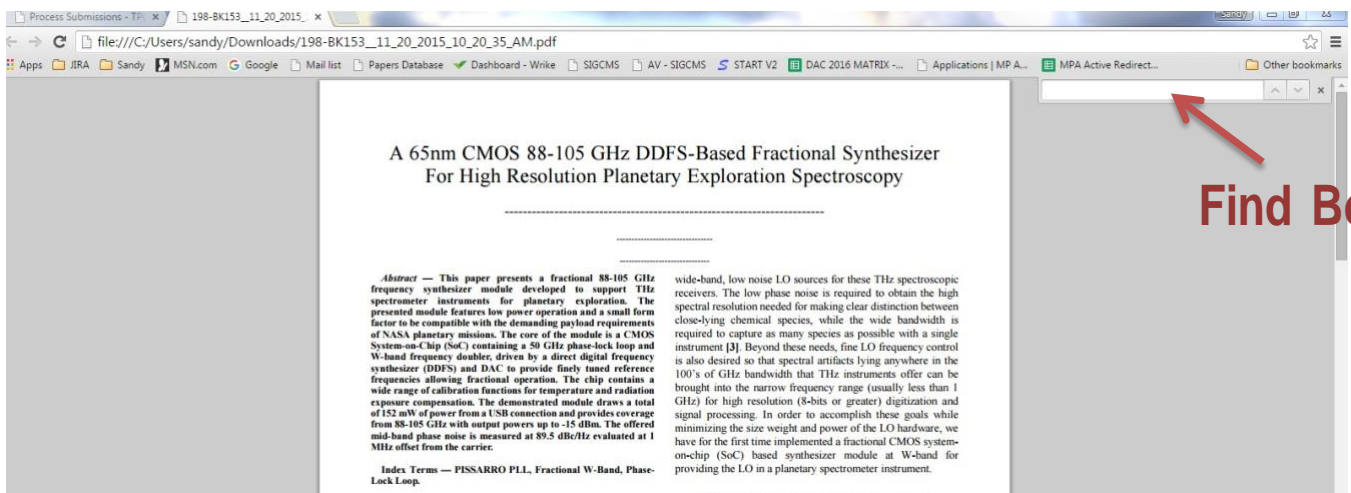 Process Submissions - TP
198-BK153__11_20_2015_
Sandy
file:///C:/Users/sandy/Downloads/198-BK153__11_20_2015_10_20_35_AM.pdf
Apps JIRA Sandy MSN.com Google Mail list Papers Database Dashboard - Wrike SIGCMS AV - SIGCMS START V2 DAC 2016 MATRIX -... Applications | MP A... MPA Active Redirect... Other bookmarks
A 65nm CMOS 88-105 GHz DDFS-Based Fractional Synthesizer
For High Resolution Planetary Exploration Spectroscopy
Find B
Abstract — This paper presents a fractional 88-105 GHz
frequency synthesizer module developed to support THz
spectrometer instruments for planetary exploration. The
presented module features low power operation and a small form
factor to be compatible with the demanding payload requirements
of NASA planetary missions. The core of the module is a CMOS
System-on-Chip (SoC) containing a 50 GHz phase-lock loop and
W-band frequency doubler, driven by a direct digital frequency
synthesizer (DDFS) and DAC to provide finely tuned reference
frequencies allowing fractional operation. The chip contains a
wide range of calibration functions for temperature and radiation
exposure compensation. The demonstrated module draws a total
of 152 mW of power from a USB connection and provides coverage
from 88-105 GHz with output powers up to -15 dBm. The offered
mid-band phase noise is measured at 89.5 dBc/Hz evaluated at 1
MHz offset from the carrier.
Index Terms — PISSARRO PLL, Fractional W-Band, Phase-
Lock Loop.
wide-band, low noise LO sources for these THz spectroscopic
receivers. The low phase noise is required to obtain the high
spectral resolution needed for making clear distinction between
close-lying chemical species, while the wide bandwidth is
required to capture as many species as possible with a single
instrument [3]. Beyond these needs, fine LO frequency control
is also desired so that spectral artifacts lying anywhere in the
100's of GHz bandwidth that THz instruments offer can be
brought into the narrow frequency range (usually less than 1
GHz) for high resolution (8-bits or greater) digitization and
signal processing. In order to accomplish these goals while
minimizing the size weight and power of the LO hardware, we
have for the first time implemented a fractional CMOS system-
on-chip (SoC) based synthesizer module at W-band for
providing the LO in a planetary spectrometer instrument.